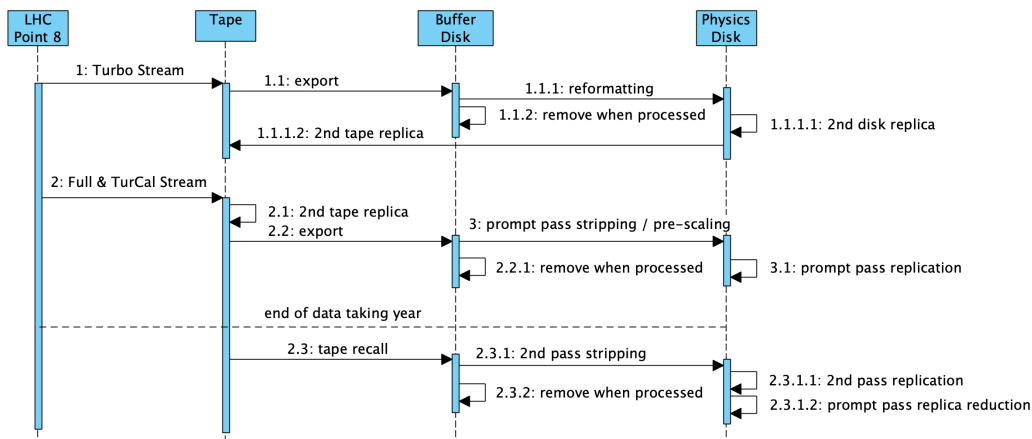 LHC
Point 8
Tape
Buffer
Disk
Physics
Disk
1: Turbo Stream
1.1: export
1.1.1: reformatting
1.1.2: remove when processed
1.1.1.1: 2nd disk replica
1.1.1.2: 2nd tape replica
2: Full & TurCal Stream
2.1: 2nd tape replica
2.2: export
3: prompt pass stripping / pre-scaling
2.2.1: remove when processed
3.1: prompt pass replication
end of data taking year
2.3: tape recall
2.3.1: 2nd pass stripping
2.3.1.1: 2nd pass replication
2.3.2: remove when processed
2.3.1.2: prompt pass replica reduction